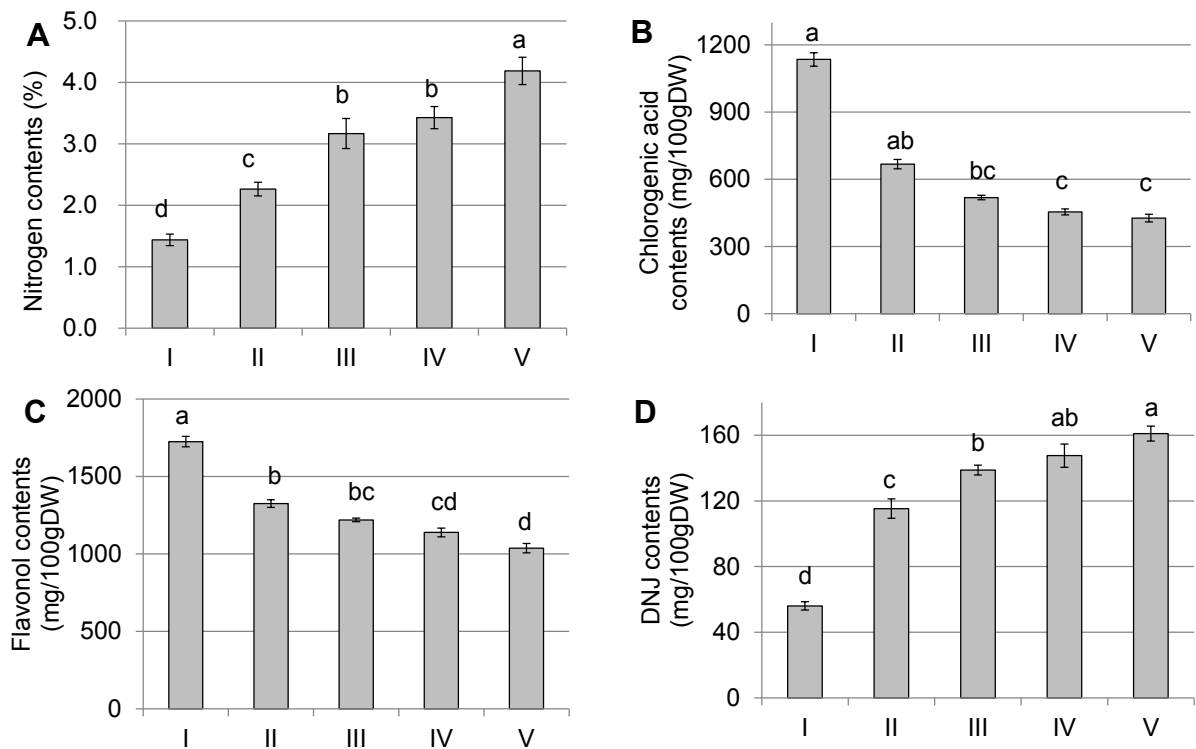 A
Nitrogen contents (%)
5.0
4.0
3.0
2.0
1.0
0.0
d
c
b
b
a
I II III IV V
B
Chlorogenic acid
contents (mg/100gDW)
1200
900
600
300
0
a
ab
bc
c
c
I II III IV V
C
Flavonol contents
(mg/100gDW)
2000
1500
1000
500
0
a
b
bc
cd
d
I II III IV V
D
DNJ contents
(mg/100gDW)
160
120
80
40
0
d
c
b
ab
a
I II III IV V